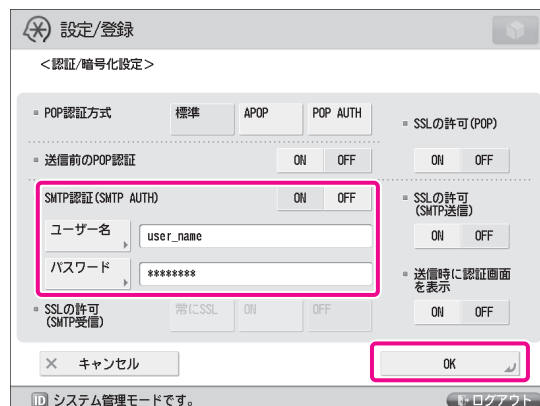 設定/登録
<認証/暗号化設定>
POP認証方式
標準
APOP
POP AUTH
SSLの許可(POP)
送信前のPOP認証
ON
OFF
ON
OFF
SMTP認証(SMTP AUTH)
ON
OFF
SSLの許可
(SMTP送信)
ユーザー名
user_name
ON
OFF
パスワード
********
送信時に認証画面
を表示
SSLの許可
(SMTP受信)
常にSSL
ON
OFF
ON
OFF
× キャンセル
OK
ID システム管理モードです。
ログアウト